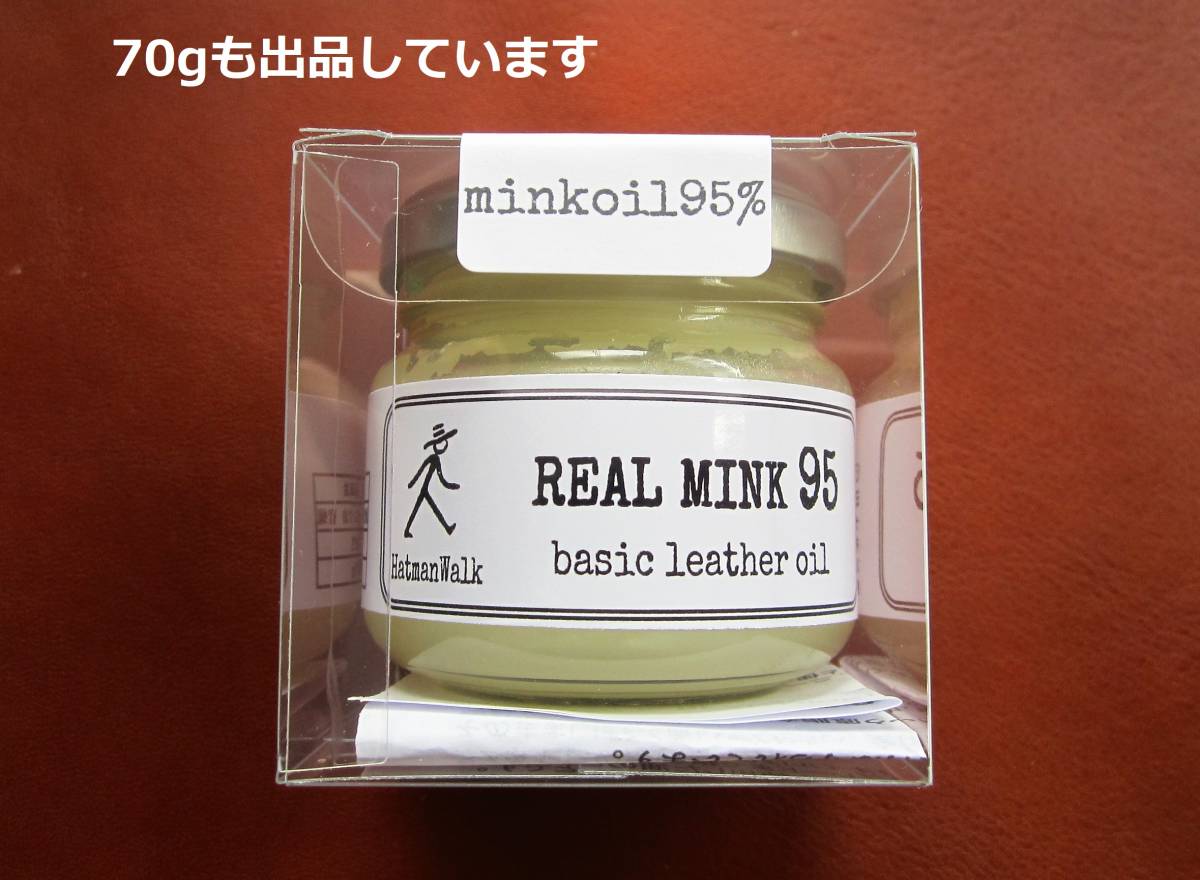 70gも出品しています
minkoil95%
REAL MINK 95
basic leather oil
HatmanWalk